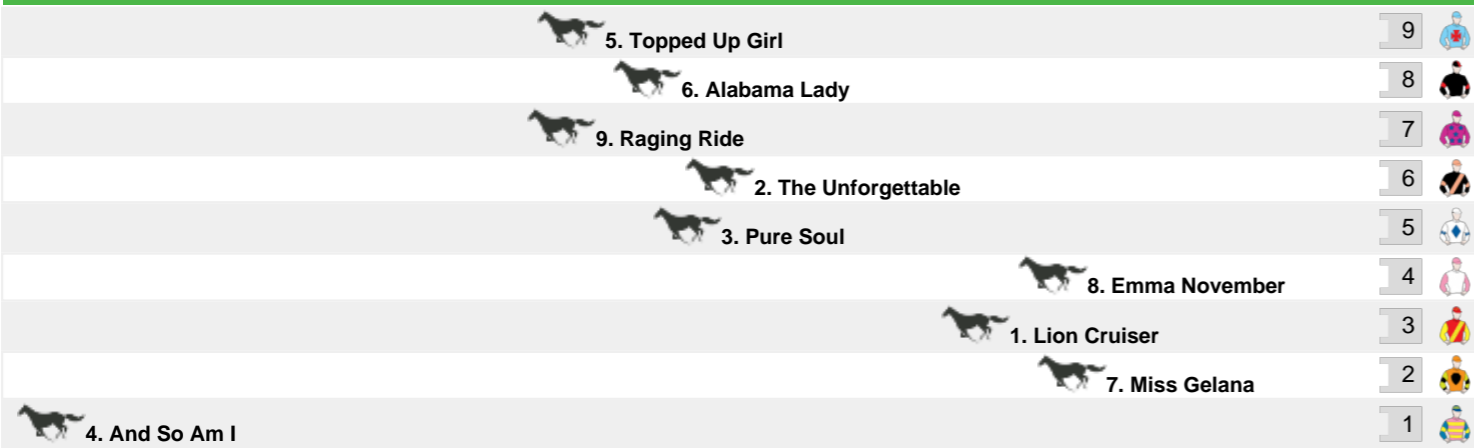 5. Topped Up Girl 9
6. Alabama Lady 8
9. Raging Ride 7
2. The Unforgettable 6
3. Pure Soul 5
8. Emma November 4
1. Lion Cruiser 3
7. Miss Gelana 2
4. And So Am I 1